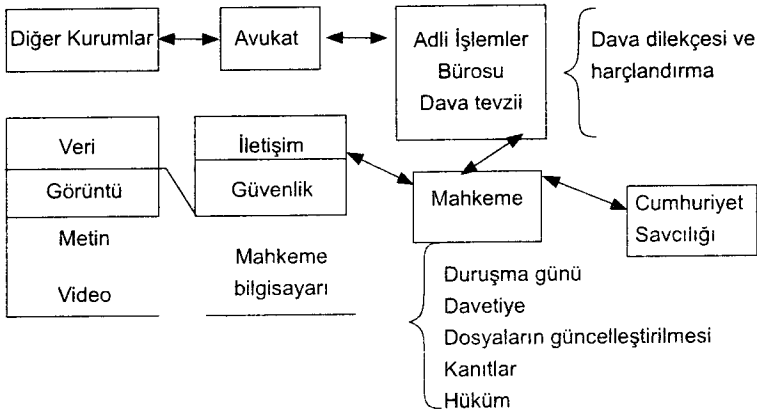 Diğer Kurumlar
Avukat
Adli İşlemler
Bürosu
Dava tevzii
Dava dilekçesi ve
harçlandırma
Veri
Görüntü
Metin
Video
İletişim
Güvenlik
Mahkeme
bilgisayarı
Mahkeme
Cumhuriyet
Savcılığı
Duruşma günü
Davetiye
Dosyaların güncelleştirilmesi
Kanıtlar
Hüküm